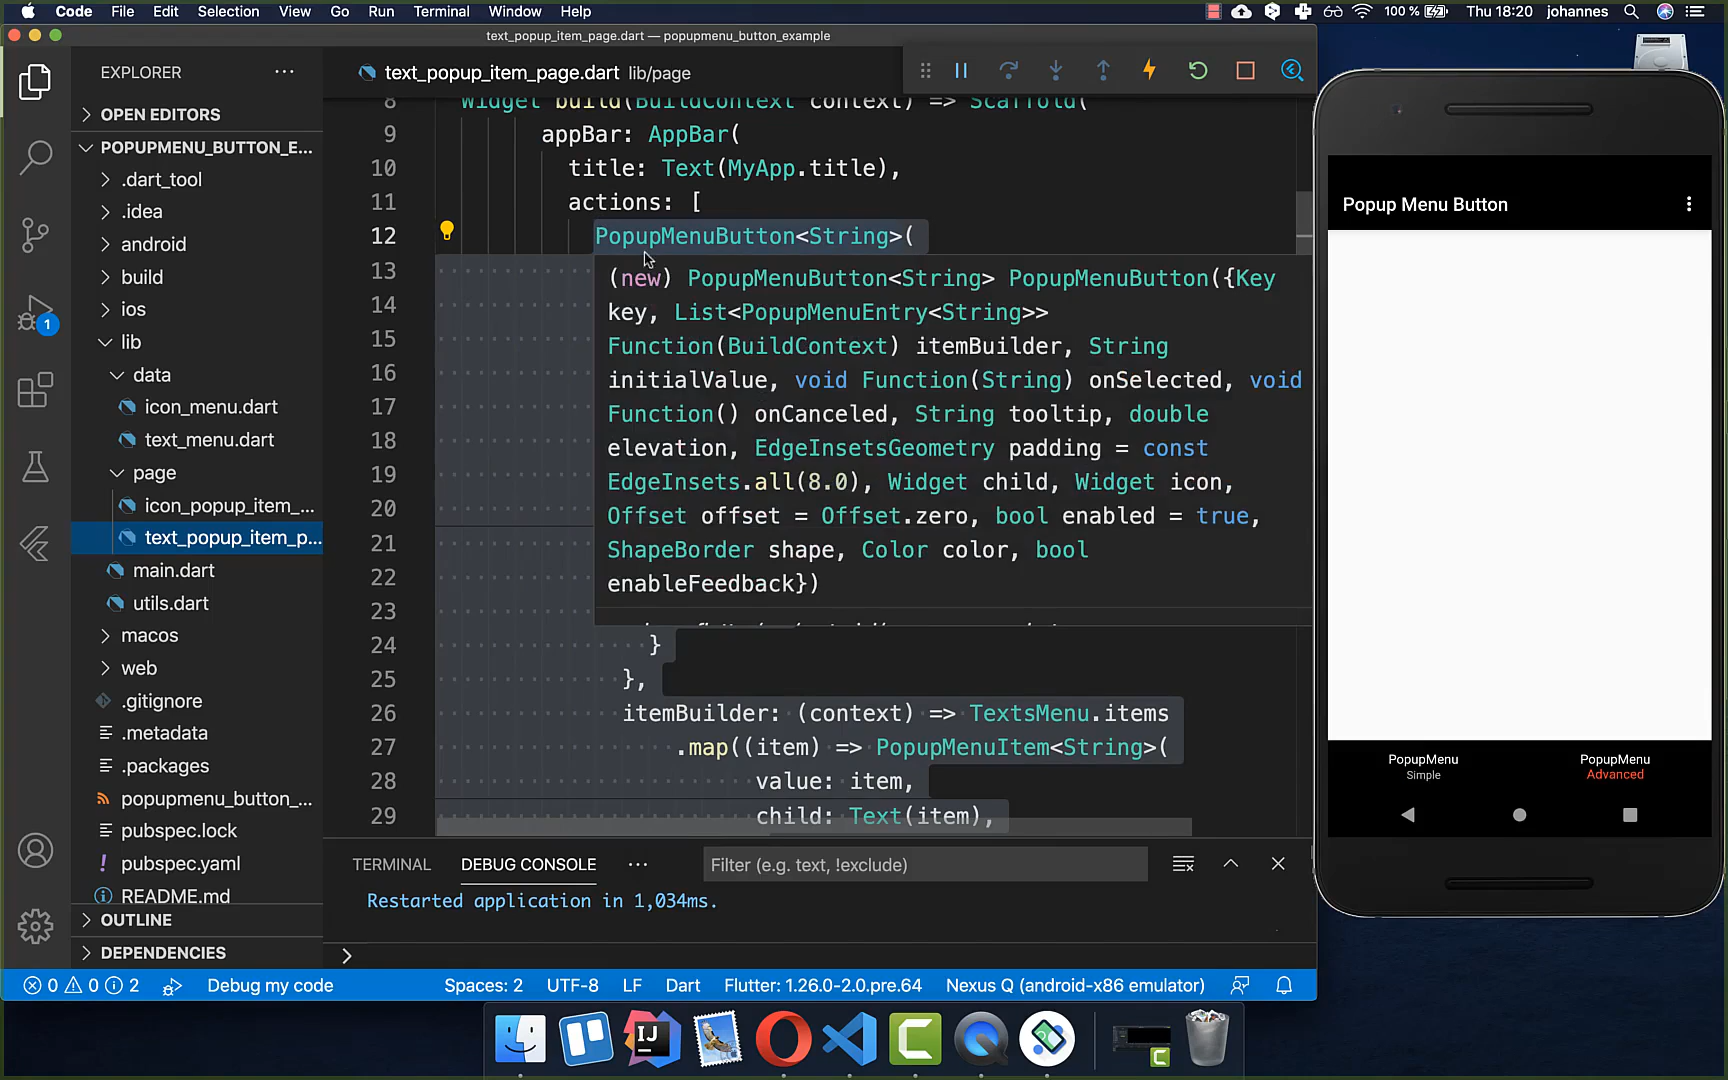 Code File Edit Selection View Go Run Terminal Window Help 100 % Thu 18:20 johannes
text_popup_item_page.dart — popupmenu_button_example
EXPLORER
OPEN EDITORS
POPUPMENU_BUTTON_E...
.dart_tool
.idea
android
build
ios
lib
data
icon_menu.dart
text_menu.dart
page
icon_popup_item_...
text_popup_item_p...
main.dart
utils.dart
macos
web
.gitignore
.metadata
.packages
popupmenu_button_...
pubspec.lock
pubspec.yaml
README.md
OUTLINE
DEPENDENCIES
1
text_popup_item_page.dart lib/page
8 Widget build(BuildContext context) => Scaffold(
9 appBar: AppBar(
10 title: Text(MyApp.title),
11 actions: [
12 PopupMenuButton<String>(
13
14
15
16
17
18
19
20
21
22
23
(new) PopupMenuButton<String> PopupMenuButton({Key
key, List<PopupMenuEntry<String>>
Function(BuildContext) itemBuilder, String
initialValue, void Function(String) onSelected, void
Function() onCanceled, String tooltip, double
elevation, EdgeInsetsGeometry padding = const
EdgeInsets.all(8.0), Widget child, Widget icon,
Offset offset = Offset.zero, bool enabled = true,
ShapeBorder shape, Color color, bool
enableFeedback})
24 }
25 },
26 itemBuilder: (context) => TextsMenu.items
27 .map((item) => PopupMenuItem<String>(
28 value: item,
29 child: Text(item),
TERMINAL DEBUG CONSOLE ... Filter (e.g. text, !exclude)
Restarted application in 1,034ms.
0 0 2 Debug my code Spaces: 2 UTF-8 LF Dart Flutter: 1.26.0-2.0.pre.64 Nexus Q (android-x86 emulator)
Popup Menu Button
PopupMenu
Simple
PopupMenu
Advanced
IJ
C
C